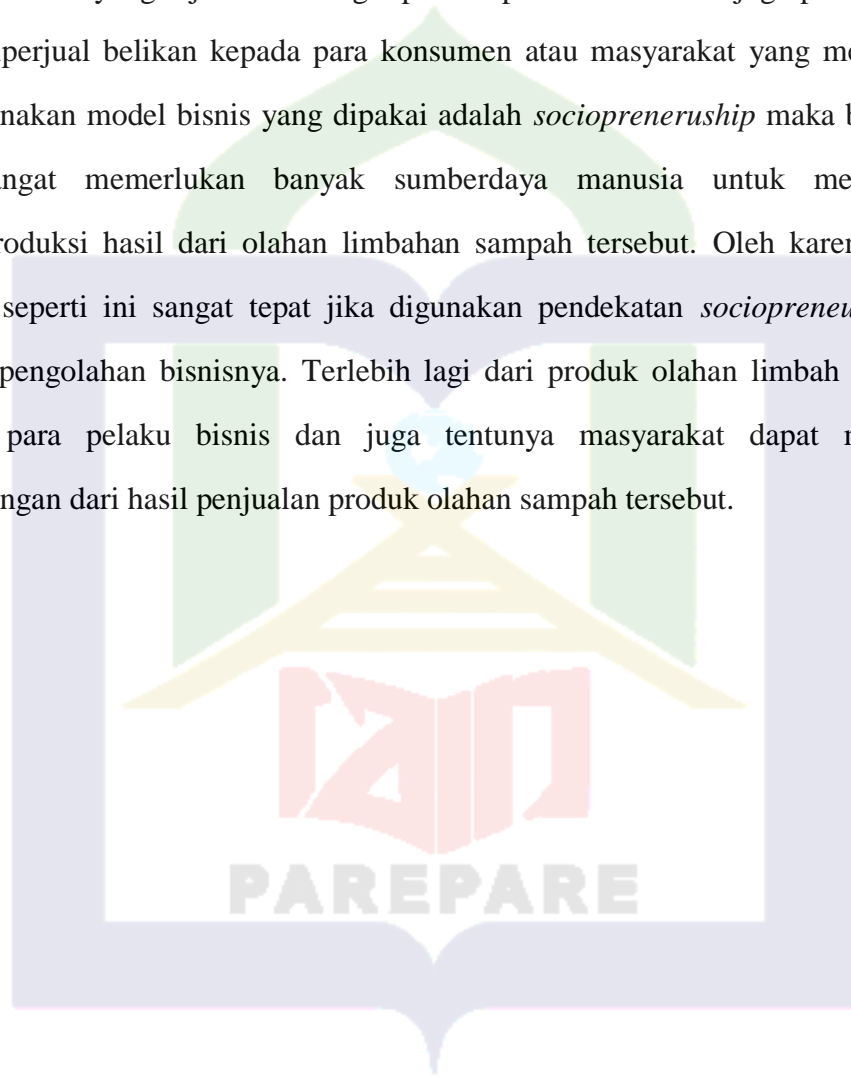 perjual belikan kepada para konsumen atau masyarakat yang me
nakan model bisnis yang dipakai adalah sociopreneruship maka b
angat memerlukan banyak sumberdaya manusia untuk me
roduksi hasil dari olahan limbahan sampah tersebut. Oleh karen
seperti ini sangat tepat jika digunakan pendekatan sociopreneu
pengolahan bisnisnya. Terlebih lagi dari produk olahan limbah
para pelaku bisnis dan juga tentunya masyarakat dapat
ngan dari hasil penjualan produk olahan sampah tersebut.
PAREPARE